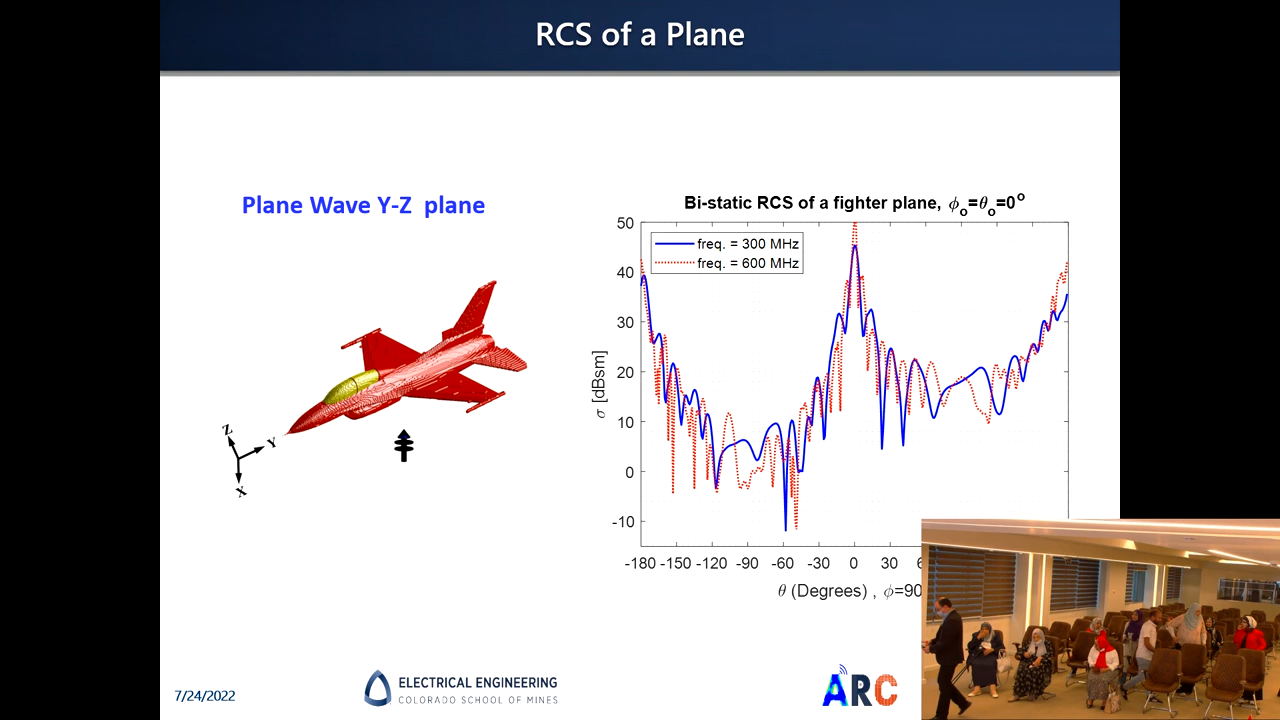 RCS of a Plane
Plane Wave Y-Z plane
Z
Y
X
Bi-static RCS of a fighter plane, ϕo=θo=0o
freq. = 300 MHz
freq. = 600 MHz
50
40
30
20
10
0
-10
σ [dBsm]
-180 -150 -120 -90 -60 -30 0 30
θ (Degrees) , ϕ=90
7/24/2022
ELECTRICAL ENGINEERING
COLORADO SCHOOL OF MINES
ARC